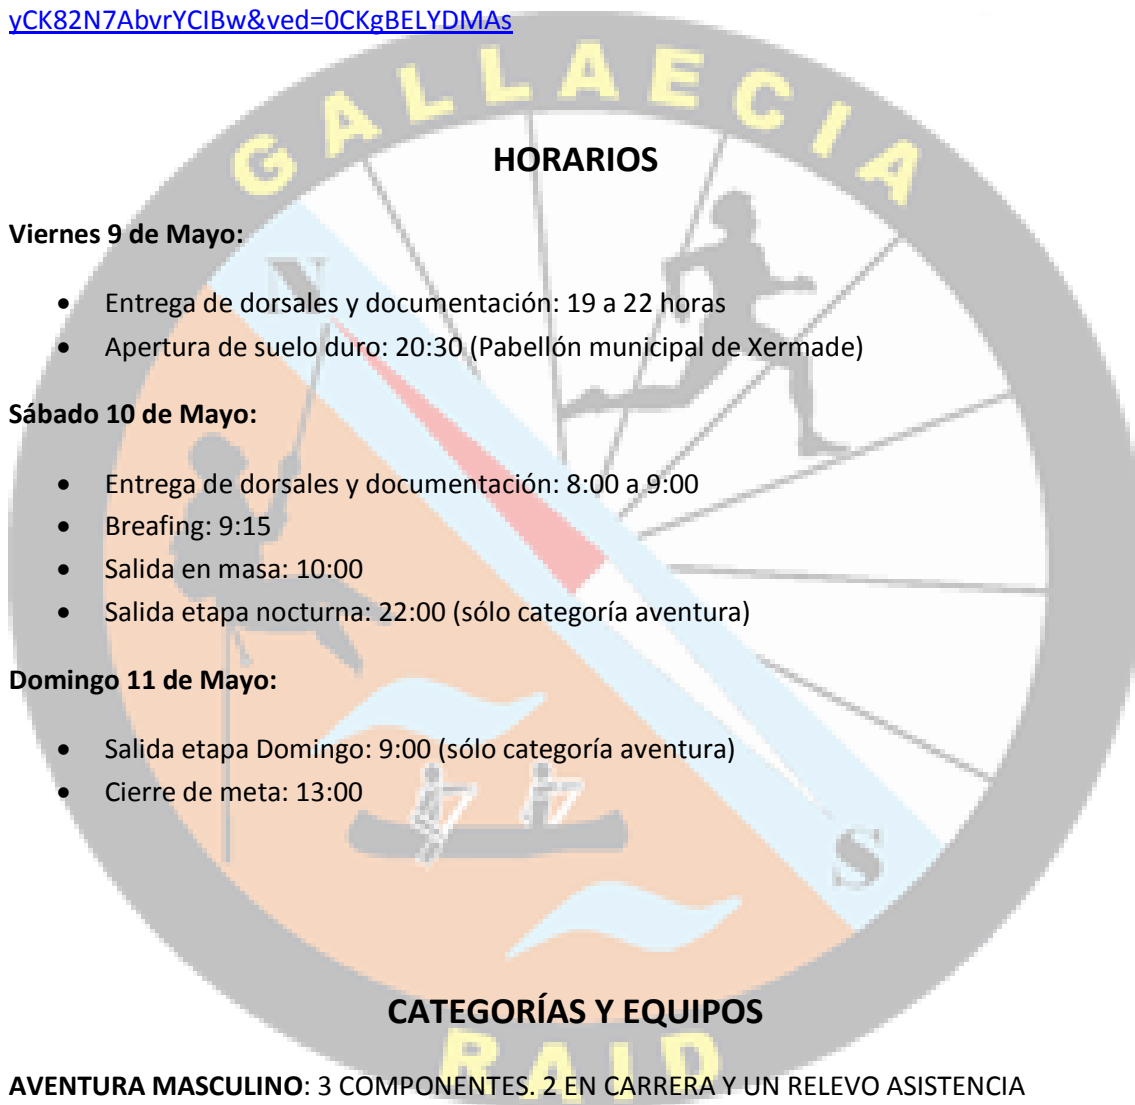 yCK82N7AbvrYCIBw&ved=0CKgBELYDMAs
GALLAECIA
HORARIOS
Viernes 9 de Mayo:
• Entrega de dorsales y documentación: 19 a 22 horas
N
• Apertura de suelo duro: 20:30 (Pabellón municipal de Xermade)
Sábado 10 de Mayo:
• Entrega de dorsales y documentación: 8:00 a 9:00
• Breafing: 9:15
• Salida en masa: 10:00
• Salida etapa nocturna: 22:00 (sólo categoría aventura)
Domingo 11 de Mayo:
• Salida etapa Domingo: 9:00 (sólo categoría aventura)
• Cierre de meta: 13:00
S
CATEGORÍAS Y EQUIPOS
RAID
AVENTURA MASCULINO: 3 COMPONENTES. 2 EN CARRERA Y UN RELEVO ASISTENCIA